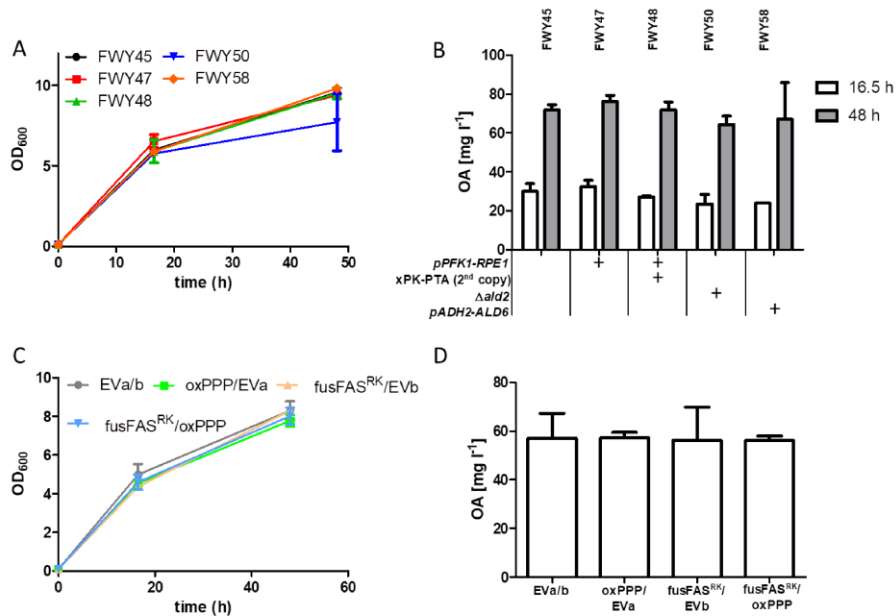 A
FWY45
FWY50
FWY47
FWY58
FWY48
10
5
0
OD600
0 10 20 30 40 50
time (h)
B
FWY45 FWY47 FWY48 FWY50 FWY58
100
80
60
40
20
0
OA [mg l-1]
16.5 h
48 h
pPFK1-RPE1 + +
xPK-PTA (2nd copy) +
Δald2 +
pADH2-ALD6 +
C
EVa/b oxPPP/EVa fusFASRK/EVb
fusFASRK/oxPPP
8
6
4
2
0
OD600
0 20 40 60
time (h)
D
80
60
40
20
0
OA [mg l-1]
EVa/b oxPPP/ fusFASRK/ fusFASRK/
EVa EVb oxPPP